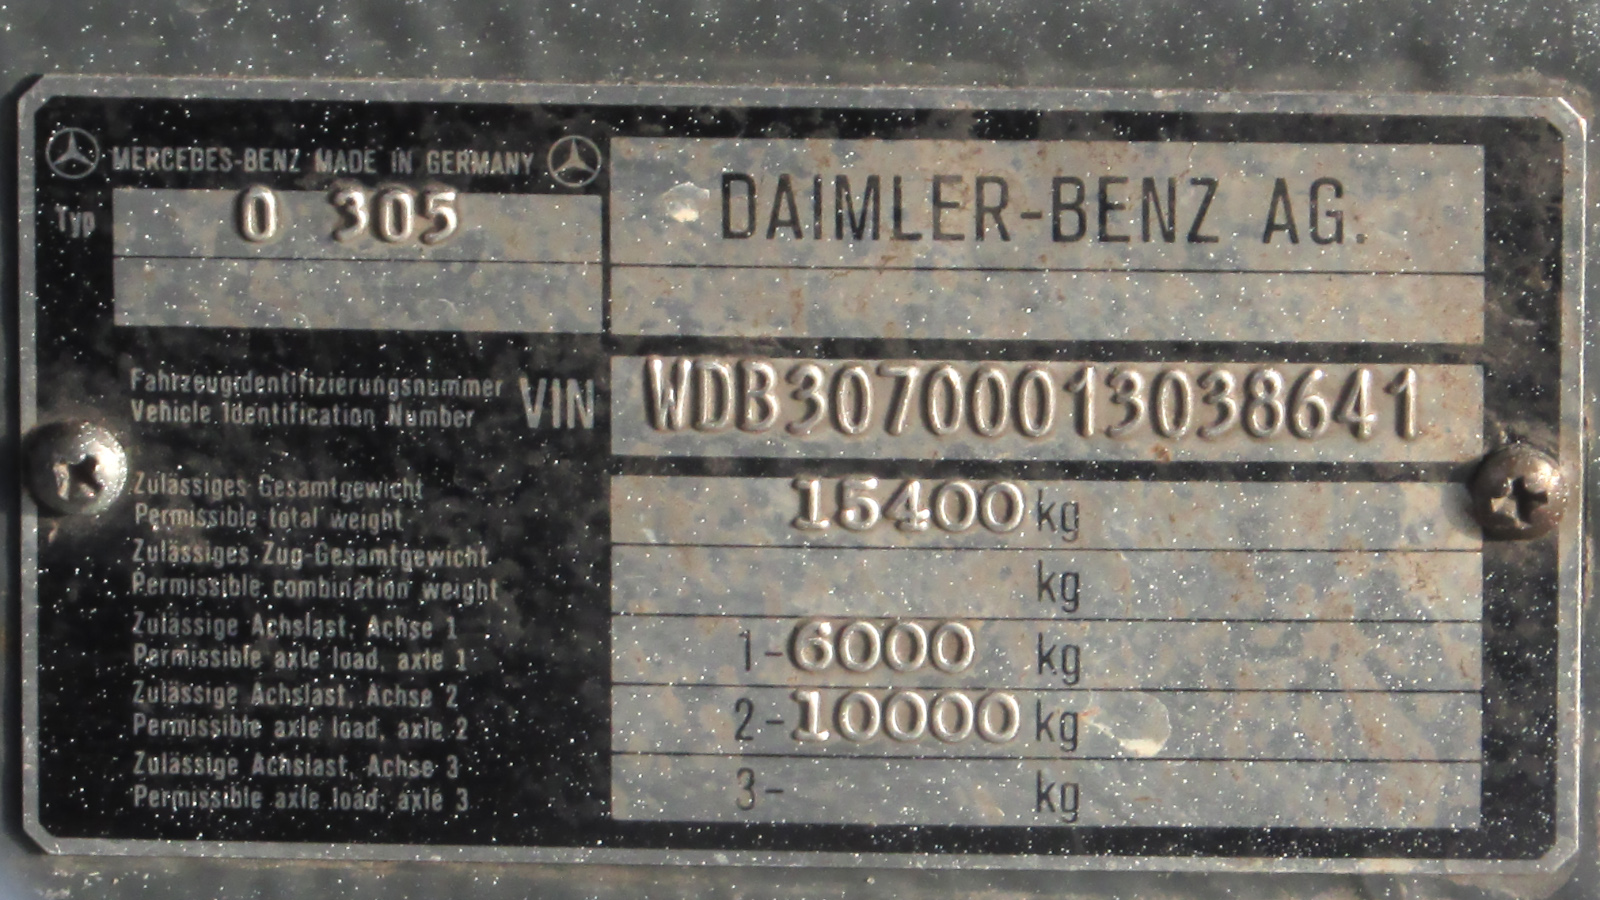 MERCEDES-BENZ MADE IN GERMANY
Typ O 305
DAIMLER-BENZ AG.
Fahrzeugidentifizierungsnummer
Vehicle Identification Number
VIN WDB30700013038641
Zulässiges Gesamtgewicht
Permissible total weight
15400 kg
Zulässiges Zug-Gesamtgewicht
Permissible combination weight
kg
Zulässige Achslast, Achse 1
Permissible axle load, axle 1
1-6000 kg
Zulässige Achslast, Achse 2
Permissible axle load, axle 2
2-10000 kg
Zulässige Achslast, Achse 3
Permissible axle load, axle 3
3- kg